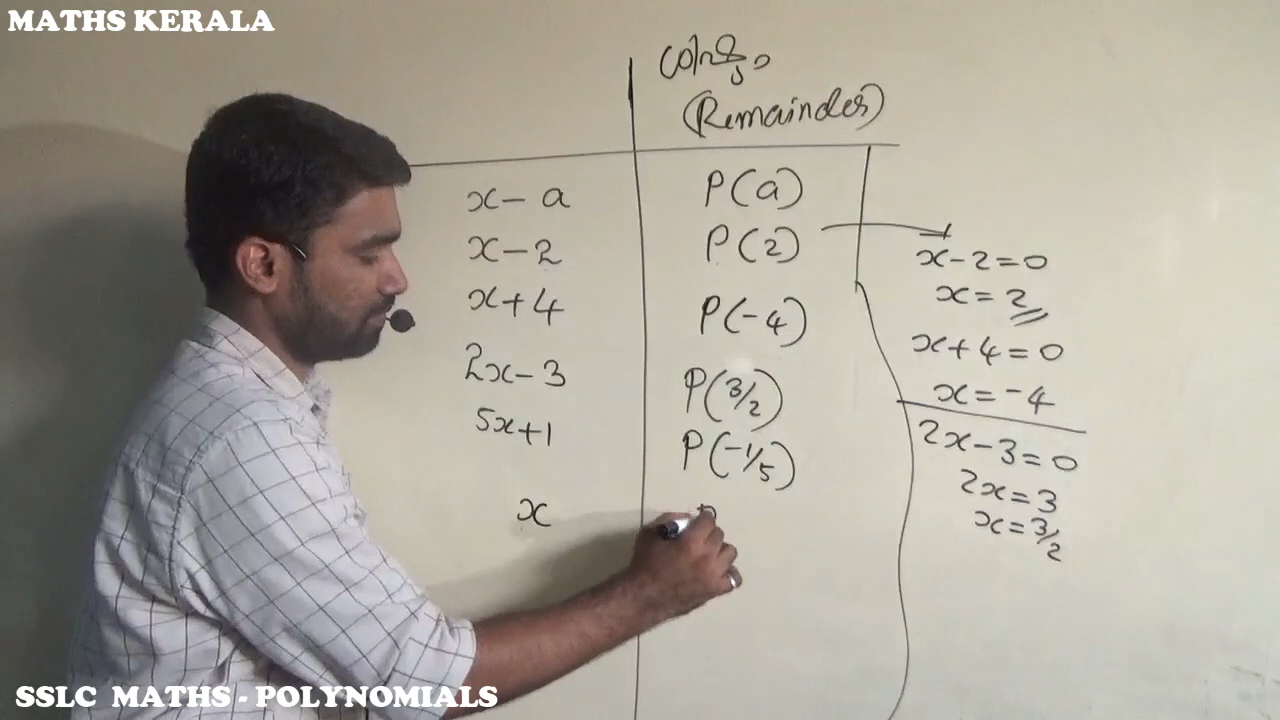 MATHS KERALA
(Remainder)
x - a
P(a)
x - 2
P(2)
x + 4
P(-4)
2x - 3
P(3/2)
5x + 1
P(-1/5)
x
P
x - 2 = 0
x = 2
x + 4 = 0
x = -4
2x - 3 = 0
2x = 3
x = 3/2
SSLC MATHS - POLYNOMIALS